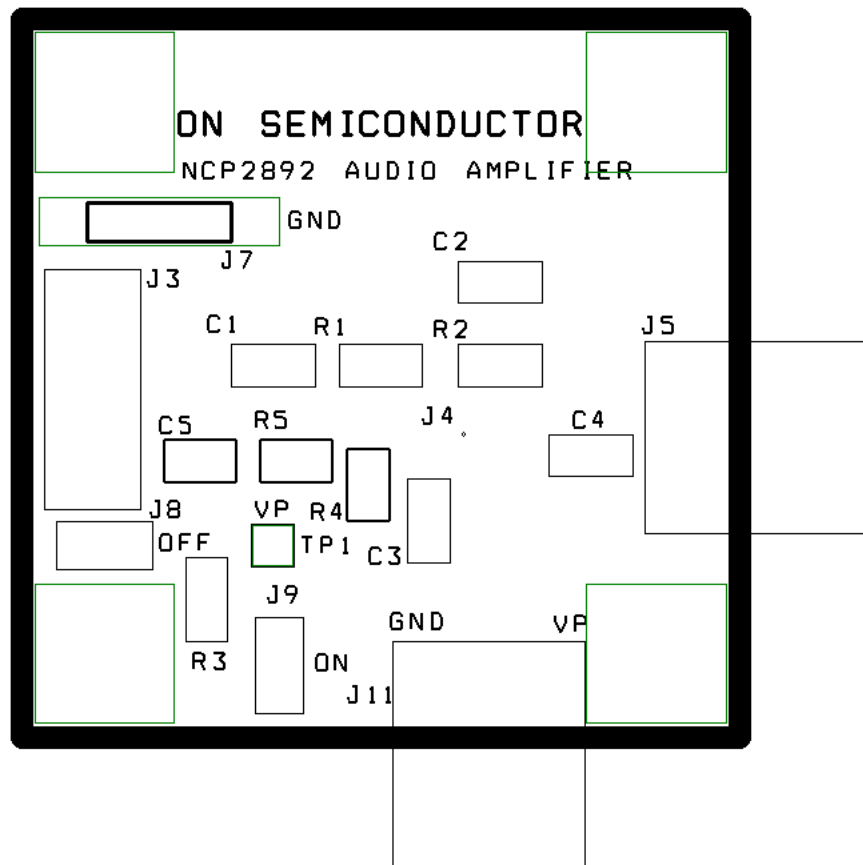 ON SEMICONDUCTOR
NCP2892 AUDIO AMPLIFIER
GND
J7
C2
J3
C1
R1
R2
J5
J4
C5
R5
C4
J8
VP
R4
OFF
TP1
C3
J9
GND
VP
R3
ON
J11